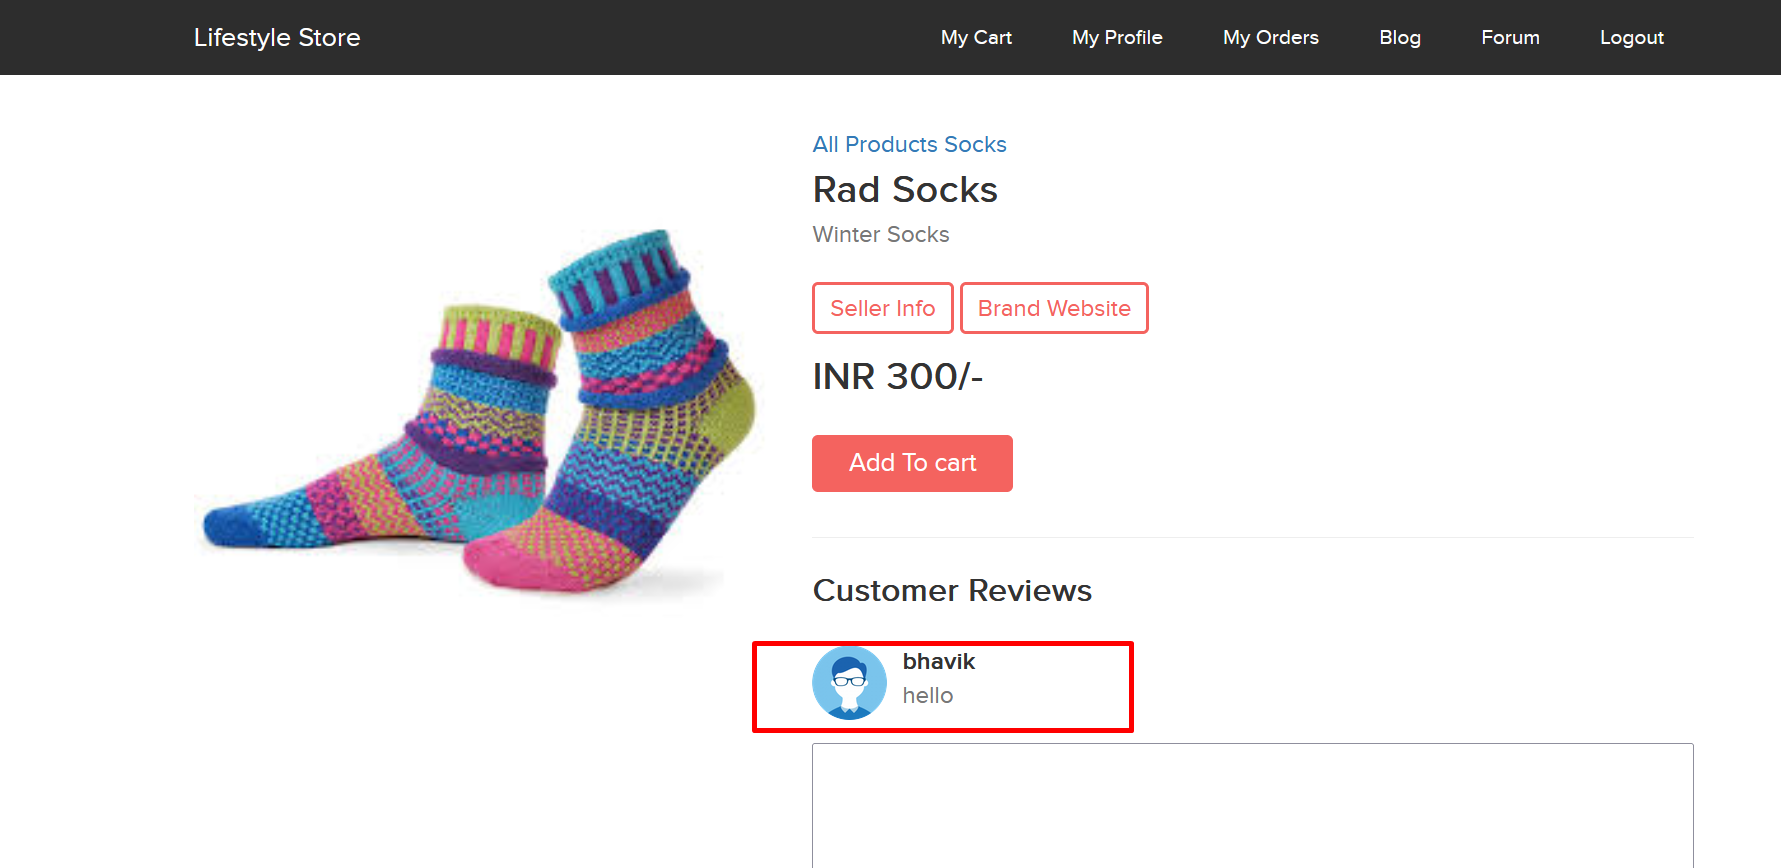 Lifestyle Store
My Cart
My Profile
My Orders
Blog
Forum
Logout
All Products Socks
Rad Socks
Winter Socks
Seller Info
Brand Website
INR 300/-
Add To cart
Customer Reviews
bhavik
hello